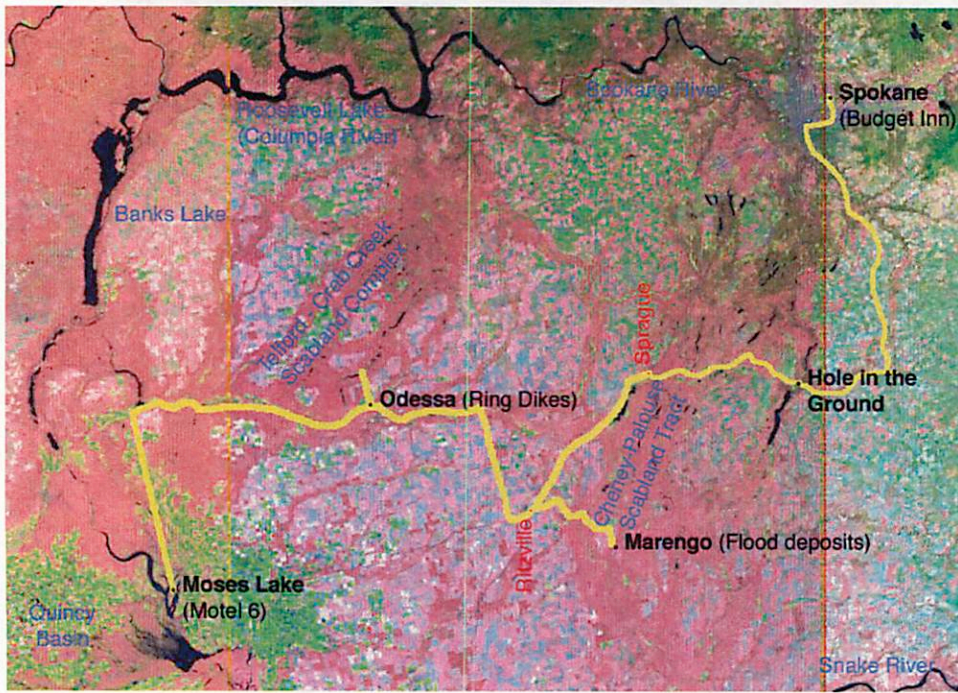 Spokane River
Spokane
(Budget Inn)
Roosevelt Lake
(Columbia River)
Banks Lake
Telford-Crab Creek
Scabland Complex
Sprague
Hole in the
Ground
Odessa (Ring Dikes)
Cheney-Palouse
Scabland Tract
Ritzville
Marengo (Flood deposits)
Moses Lake
(Motel 6)
Quincy
Basin
Snake River